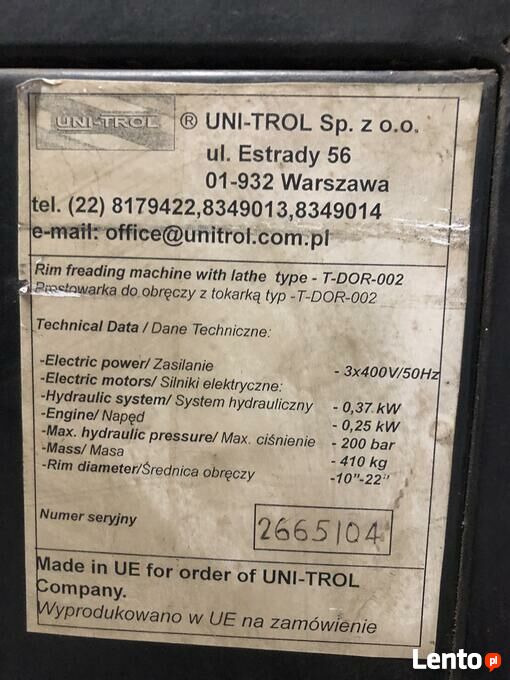 UNI-TROL ® UNI-TROL Sp. z o.o.
ul. Estrady 56
01-932 Warszawa
tel. (22) 8179422,8349013,8349014
e-mail: office@unitrol.com.pl
Rim freading machine with lathe type - T-DOR-002
Prostowarka do obręczy z tokarką typ -T-DOR-002
Technical Data / Dane Techniczne:
-Electric power/ Zasilanie - 3x400V/50Hz
-Electric motors/ Silniki elektryczne:
-Hydraulic system/ System hydrauliczny - 0,37 kW
-Engine/ Napęd - 0,25 kW
-Max. hydraulic pressure/ Max. ciśnienie - 200 bar
-Mass/ Masa - 410 kg
-Rim diameter/Średnica obręczy -10"-22"
Numer seryjny 2665104
Made in UE for order of UNI-TROL
Company.
Wyprodukowano w UE na zamówienie
Lento.pl